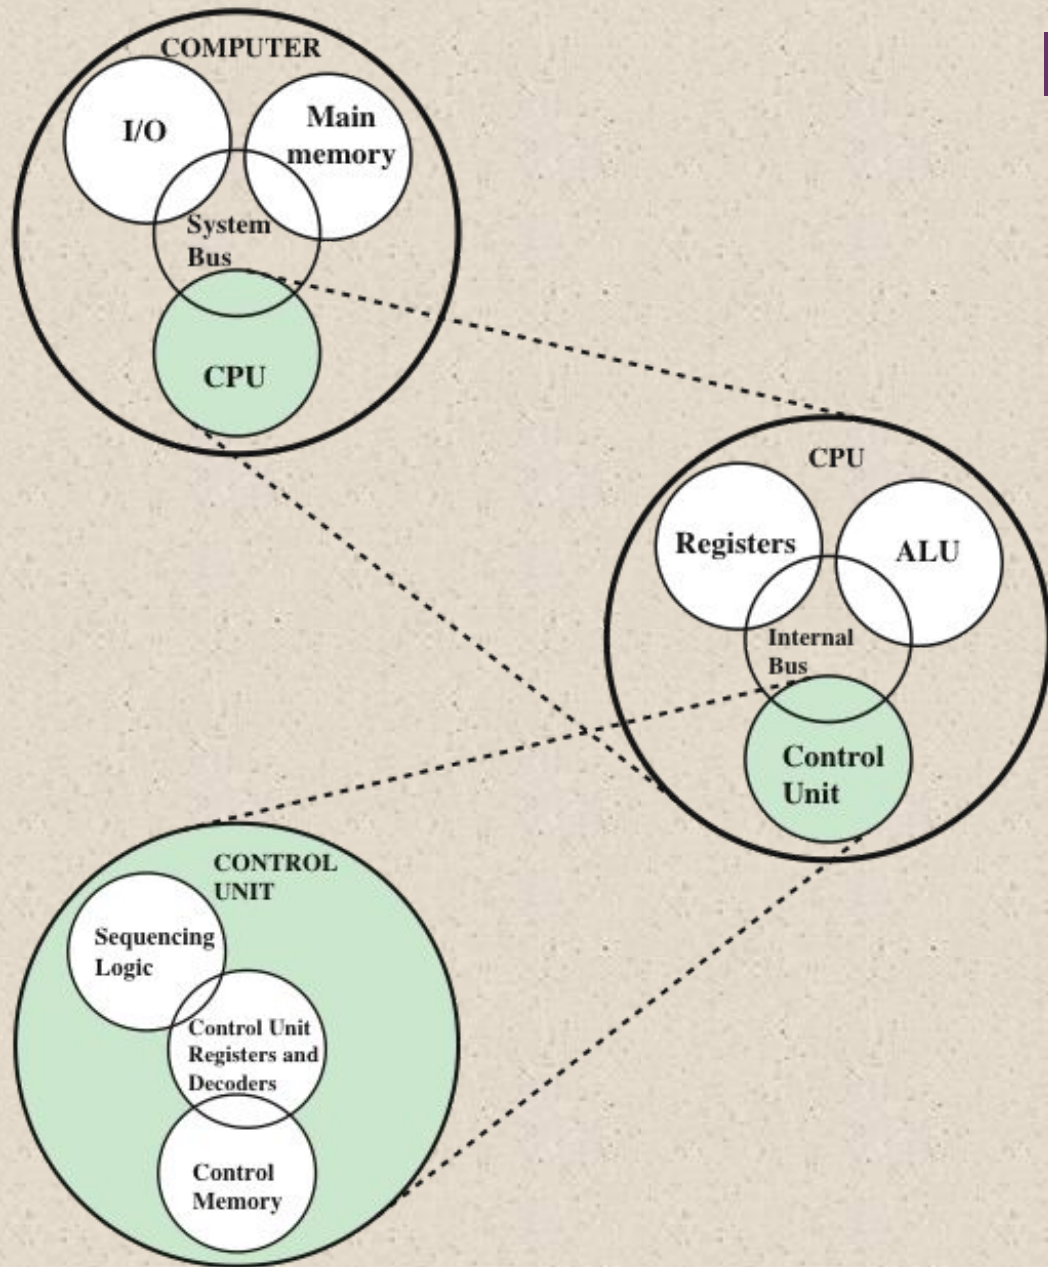 COMPUTER
I/O
Main
memory
System
Bus
CPU
CPU
Registers
ALU
Internal
Bus
Control
Unit
CONTROL
UNIT
Sequencing
Logic
Control Unit
Registers and
Decoders
Control
Memory